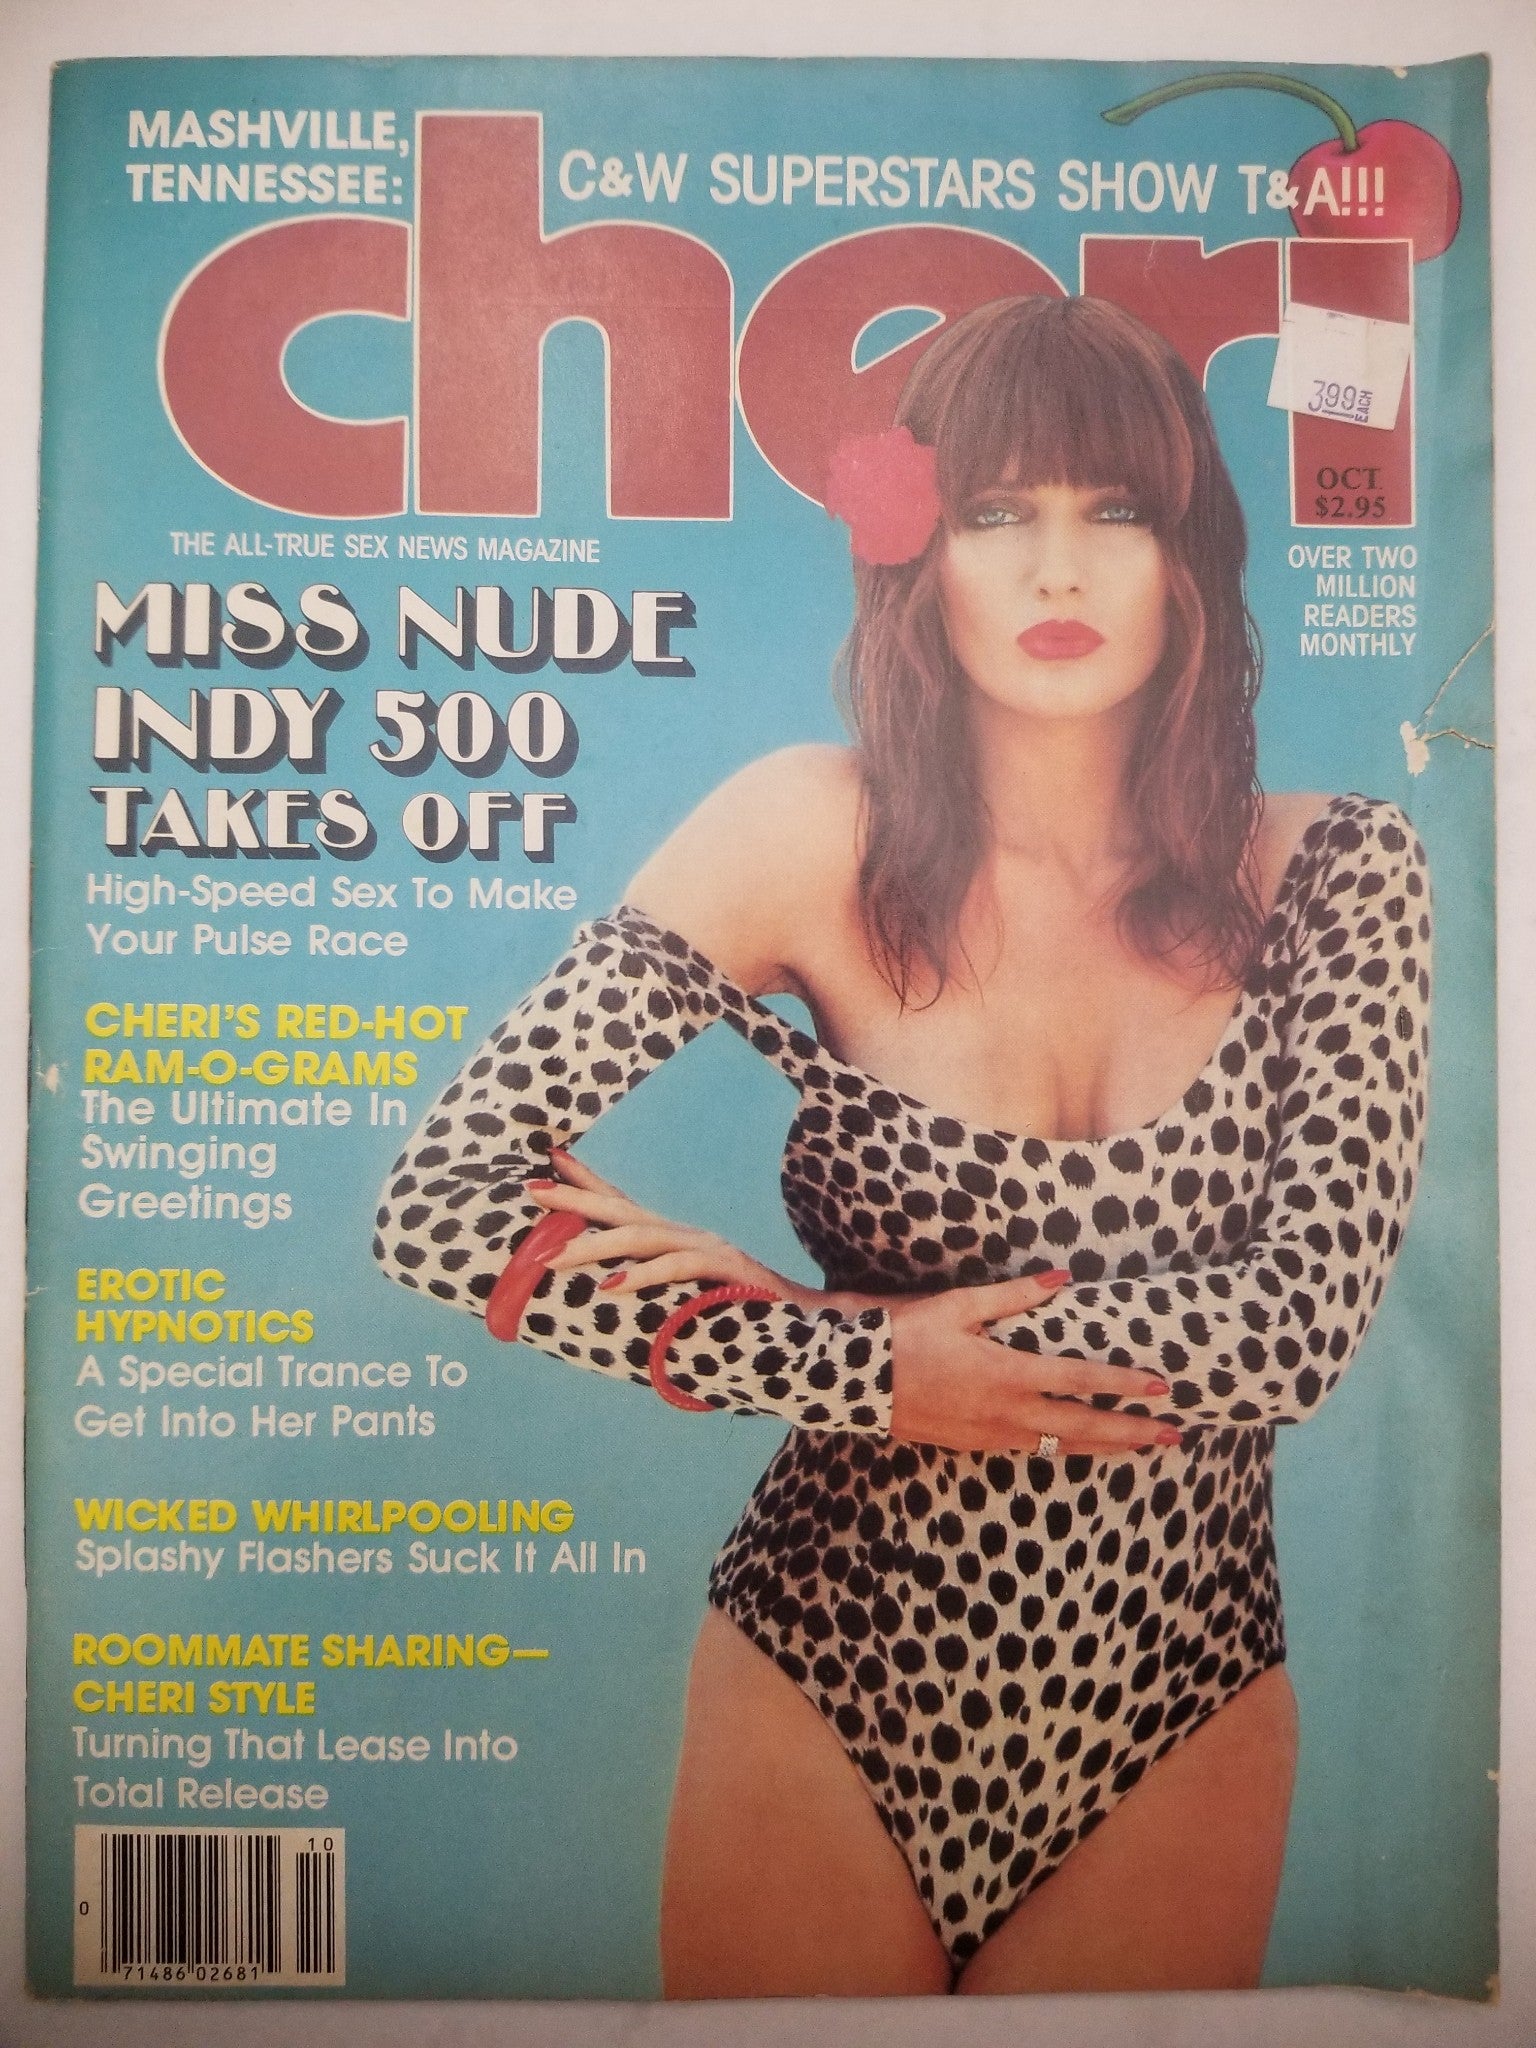 MASHVILLE,
TENNESSEE:
C&W SUPERSTARS SHOW T&A!!!
cheri
399 EACH
OCT.
$2.95
THE ALL-TRUE SEX NEWS MAGAZINE
OVER TWO
MILLION
READERS
MONTHLY
MISS NUDE
INDY 500
TAKES OFF
High-Speed Sex To Make
Your Pulse Race
CHERI'S RED-HOT
RAM-O-GRAMS
The Ultimate In
Swinging
Greetings
EROTIC
HYPNOTICS
A Special Trance To
Get Into Her Pants
WICKED WHIRLPOOLING
Splashy Flashers Suck It All In
ROOMMATE SHARING—
CHERI STYLE
Turning That Lease Into
Total Release
10
0 71486 02681